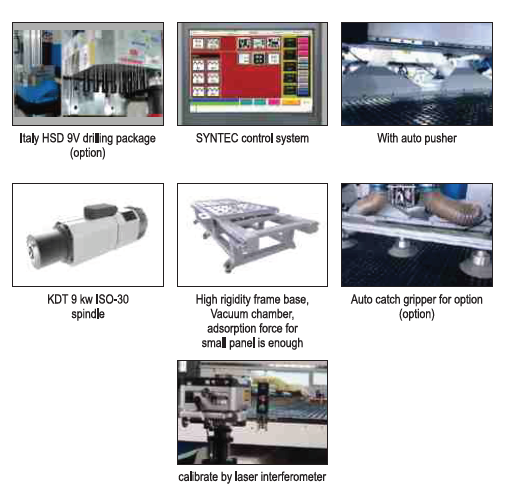 Italy HSD 9V drilling package
(option)
SYNTEC control system
With auto pusher
KDT 9 kw ISO-30
spindle
High rigidity frame base,
Vacuum chamber,
adsorption force for
small panel is enough
Auto catch gripper for option
(option)
calibrate by laser interferometer